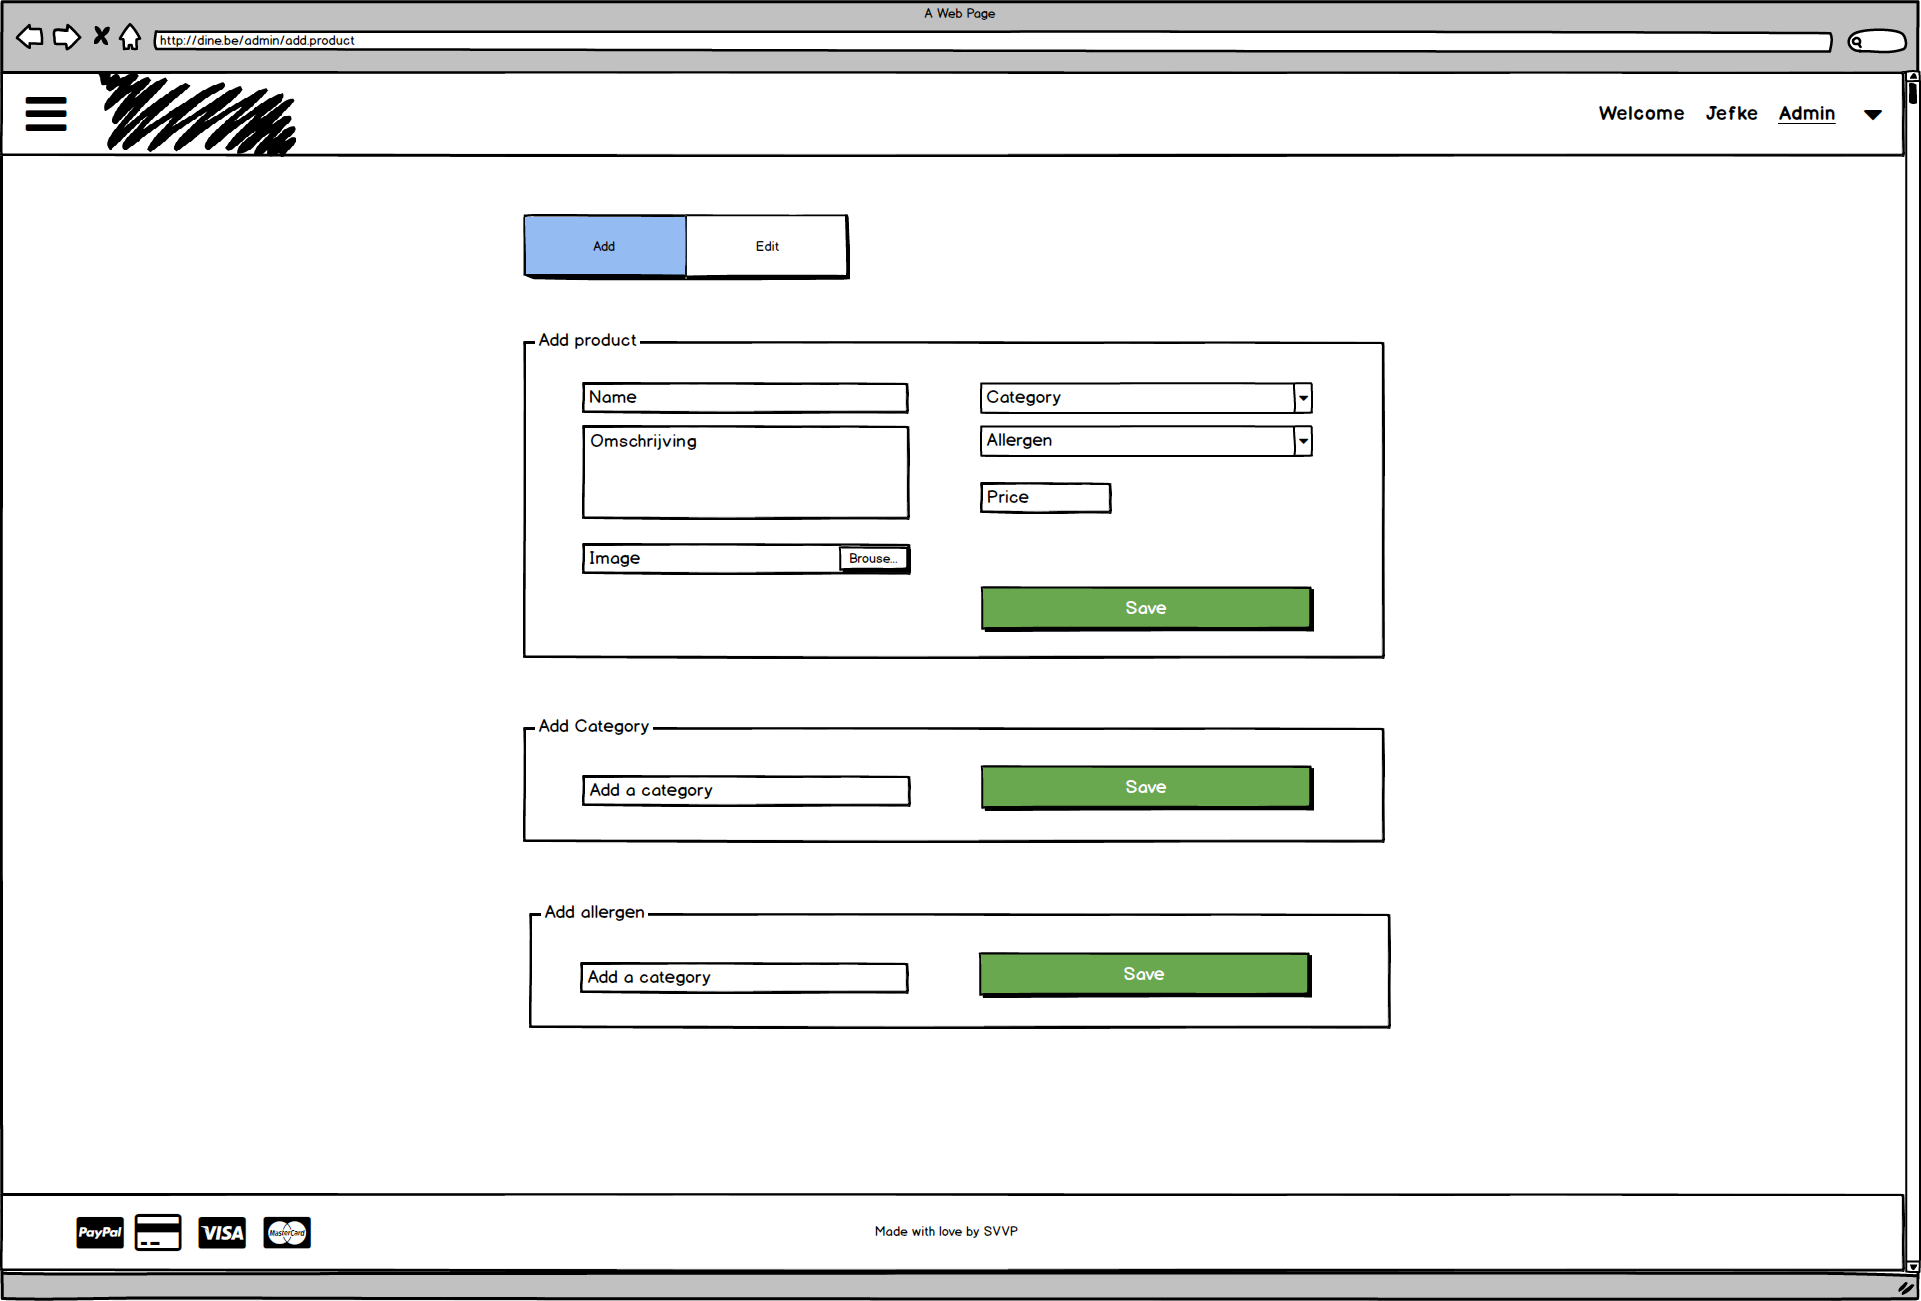 A Web Page
http://dine.be/admin/add.product
Welcome Jefke Admin
Add Edit
Add product
Name
Category
Omschrijving
Allergen
Price
Image Browse...
Save
Add Category
Add a category
Save
Add allergen
Add a category
Save
PayPal VISA MasterCard
Made with love by SVVP